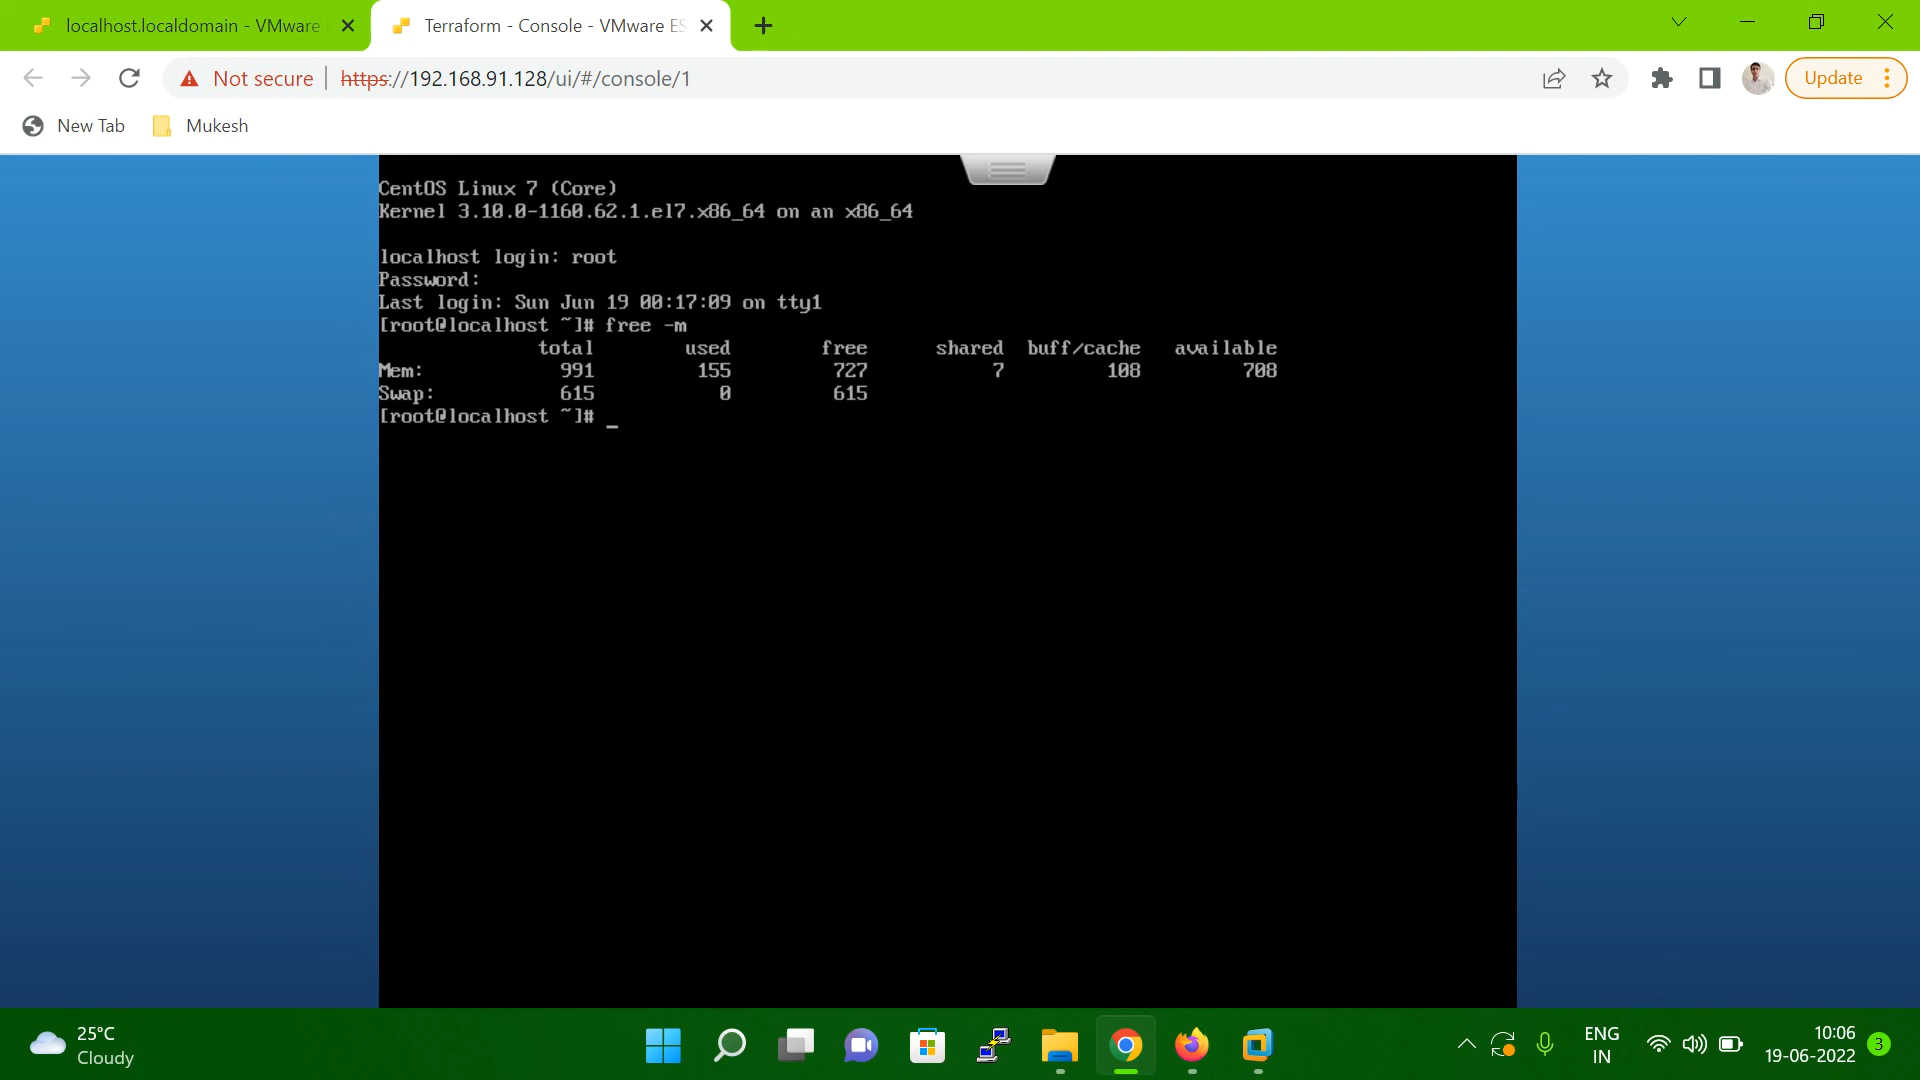 localhost.localdomain - VMware
Terraform - Console - VMware ES
Not secure
https://192.168.91.128/ui/#/console/1
Update
New Tab
Mukesh
CentOS Linux 7 (Core)
Kernel 3.10.0-1160.62.1.el7.x86_64 on an x86_64
localhost login: root
Password:
Last login: Sun Jun 19 00:17:09 on tty1
[root@localhost ~]# free -m
total used free shared buff/cache available
Mem: 991 155 727 7 108 708
Swap: 615 0 615
[root@localhost ~]# _
25°C
Cloudy
ENG
IN
10:06
19-06-2022
3